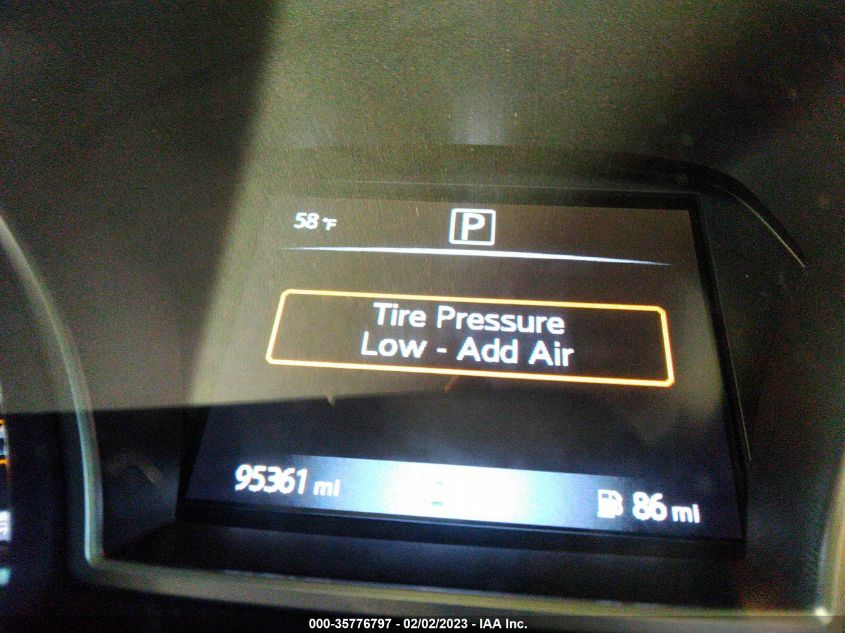 58 °F
P
Tire Pressure
Low - Add Air
95361 mi
86 mi
000-35776797 - 02/02/2023 - IAA Inc.